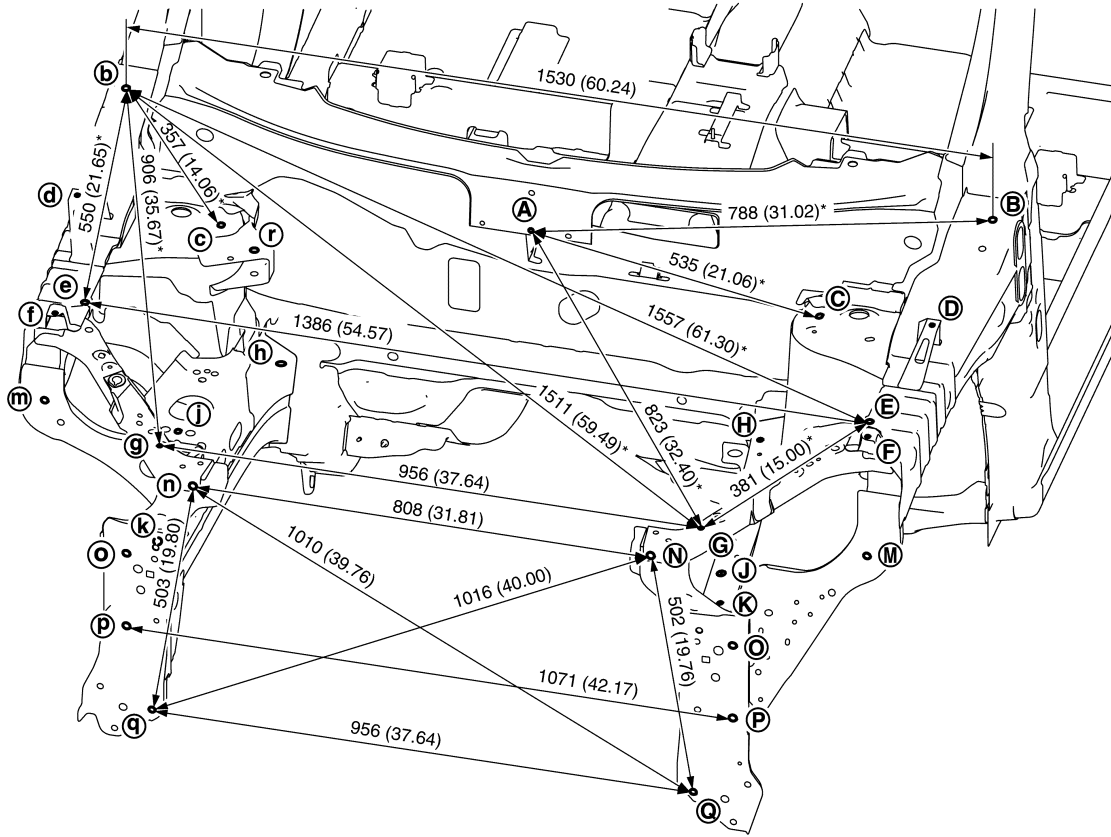 b
1530 (60.24)
357 (14.06)*
550 (21.65)*
906 (35.67)*
d
A
788 (31.02)*
B
c
r
535 (21.06)*
e
C
D
f
1386 (54.57)
1557 (61.30)*
h
m
E
j
1511 (59.49)*
823 (32.40)*
H
g
F
381 (15.00)*
956 (37.64)
n
808 (31.81)
k
G
o
N
M
503 (19.80)
1010 (39.76)
J
1016 (40.00)
K
502 (19.76)
p
O
1071 (42.17)
P
q
956 (37.64)
Q